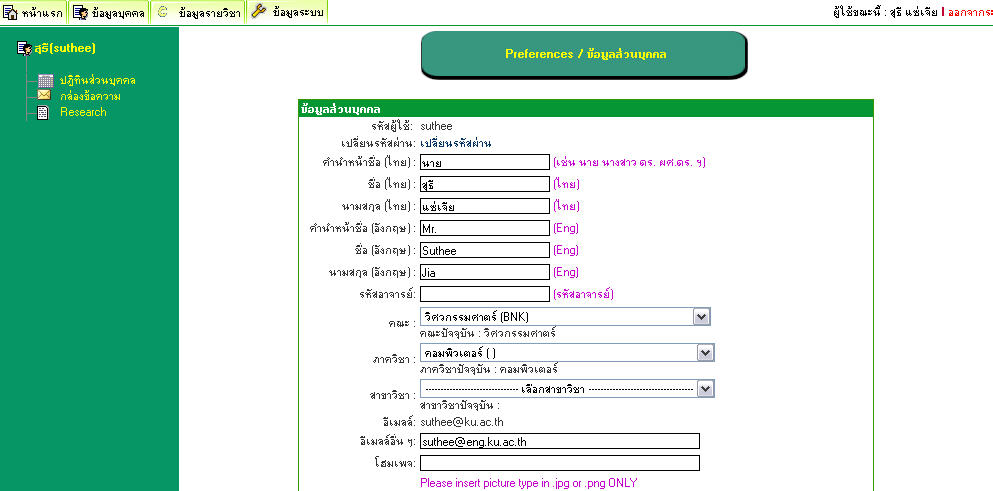 หน้าแรก ข้อมูลบุคคล ข้อมูลรายวิชา ข้อมูลระบบ ผู้ใช้ขณะนี้ : สุธี แซ่เจีย | ออกจากระ
สุธี(suthee)
ปฏิทินส่วนบุคคล
กล่องข้อความ
Research
Preferences / ข้อมูลส่วนบุคคล
ข้อมูลส่วนบุคคล
รหัสผู้ใช้: suthee
เปลี่ยนรหัสผ่าน: เปลี่ยนรหัสผ่าน
คำนำหน้าชื่อ (ไทย) : นาย (เช่น นาย นางสาว ดร. ผศ.ดร. ฯ)
ชื่อ (ไทย) : สุธี (ไทย)
นามสกุล (ไทย) : แซ่เจีย (ไทย)
คำนำหน้าชื่อ (อังกฤษ) : Mr. (Eng)
ชื่อ (อังกฤษ) : Suthee (Eng)
นามสกุล (อังกฤษ) : Jia (Eng)
รหัสอาจารย์: (รหัสอาจารย์)
คณะ : วิศวกรรมศาตร์ (BNK)
คณะปัจจุบัน : วิศวกรรมศาตร์
ภาควิชา : คอมพิวเตอร์ ( )
ภาควิชาปัจจุบัน : คอมพิวเตอร์
สาขาวิชา : ------------------------------ เลือกสาขาวิชา ----------------------------------
สาขาวิชาปัจจุบัน :
อีเมลล์: suthee@ku.ac.th
อีเมลล์อื่น ๆ: suthee@eng.ku.ac.th
โฮมเพจ:
Please insert picture type in .jpg or .png ONLY